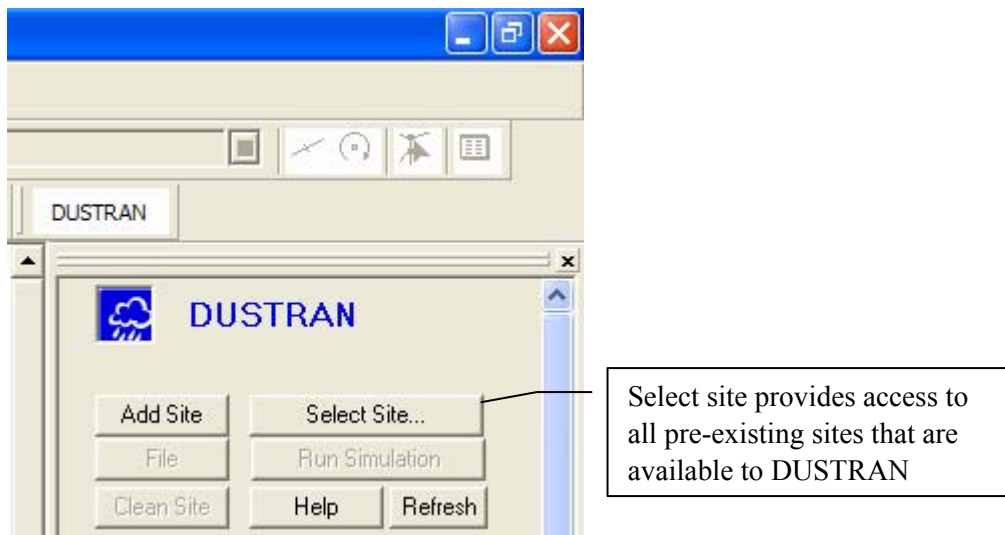 DUSTRAN
DUSTRAN
Add Site
Select Site...
File
Run Simulation
Clean Site
Help
Refresh
Select site provides access to
all pre-existing sites that are
available to DUSTRAN